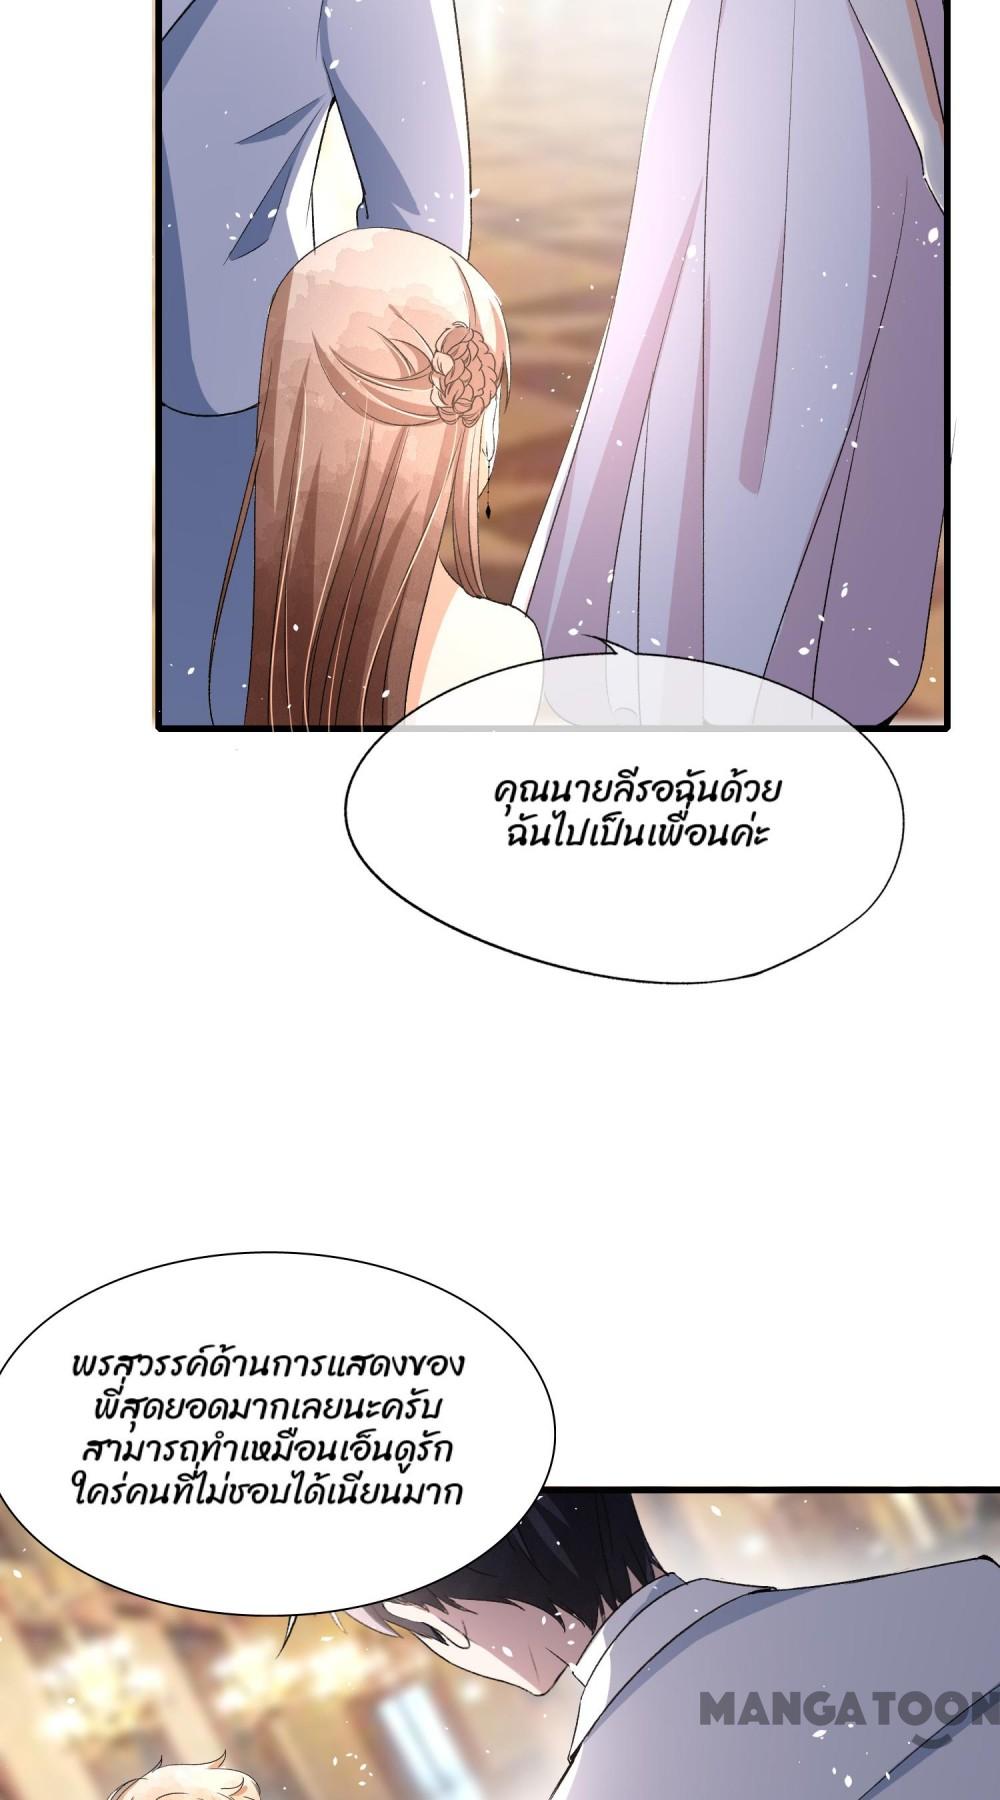 คุณนายลีรอฉันด้วย
ฉันไปเป็นเพื่อนค่ะ
พรสวรรค์ด้านการแสดงของ
พี่สุดยอดมากเลยนะครับ
สามารถทำเหมือนเอ็นดูรัก
ใคร่คนที่ไม่ชอบได้เนียนมาก
MANGATOON